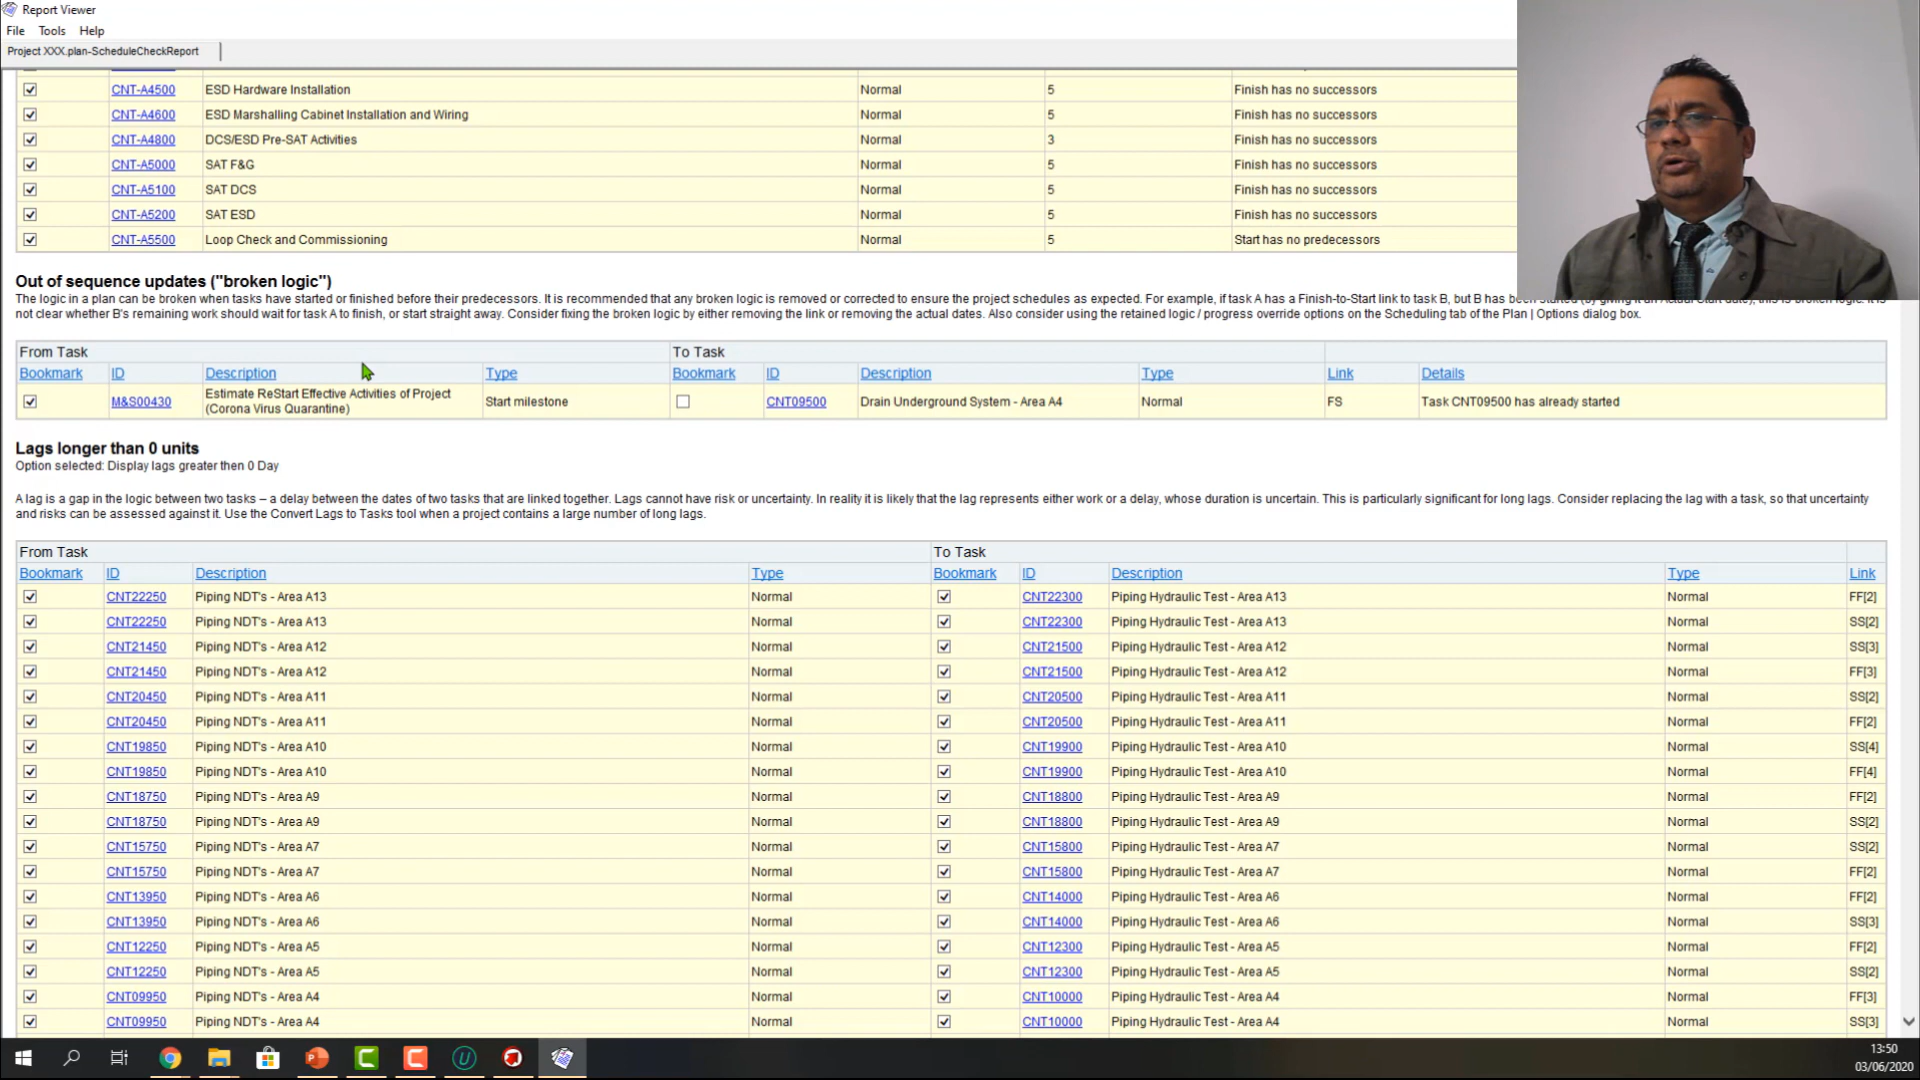 Report Viewer
File Tools Help
Project XXX.plan-ScheduleCheckReport
CNT-A4500 ESD Hardware Installation Normal 5 Finish has no successors
CNT-A4600 ESD Marshalling Cabinet Installation and Wiring Normal 5 Finish has no successors
CNT-A4800 DCS/ESD Pre-SAT Activities Normal 3 Finish has no successors
CNT-A5000 SAT F&G Normal 5 Finish has no successors
CNT-A5100 SAT DCS Normal 5 Finish has no successors
CNT-A5200 SAT ESD Normal 5 Finish has no successors
CNT-A5500 Loop Check and Commissioning Normal 5 Start has no predecessors
Out of sequence updates ("broken logic")
The logic in a plan can be broken when tasks have started or finished before their predecessors. It is recommended that any broken logic is removed or corrected to ensure the project schedules as expected. For example, if task A has a Finish-to-Start link to task B, but B has
not clear whether B's remaining work should wait for task A to finish, or start straight away. Consider fixing the broken logic by either removing the link or removing the actual dates. Also consider using the retained logic / progress override options on the Scheduling tab of the Plan | Options dialog box.
From Task To Task
Bookmark ID Description Type Bookmark ID Description Type Link Details
M&S00430 Estimate ReStart Effective Activities of Project (Corona Virus Quarantine) Start milestone CNT09500 Drain Underground System - Area A4 Normal FS Task CNT09500 has already started
Lags longer than 0 units
Option selected: Display lags greater then 0 Day
A lag is a gap in the logic between two tasks – a delay between the dates of two tasks that are linked together. Lags cannot have risk or uncertainty. In reality it is likely that the lag represents either work or a delay, whose duration is uncertain. This is particularly significant for long lags. Consider replacing the lag with a task, so that uncertainty
and risks can be assessed against it. Use the Convert Lags to Tasks tool when a project contains a large number of long lags.
From Task To Task
Bookmark ID Description Type Bookmark ID Description Type Link
CNT22250 Piping NDT's - Area A13 Normal CNT22300 Piping Hydraulic Test - Area A13 Normal FF[2]
CNT22250 Piping NDT's - Area A13 Normal CNT22300 Piping Hydraulic Test - Area A13 Normal SS[2]
CNT21450 Piping NDT's - Area A12 Normal CNT21500 Piping Hydraulic Test - Area A12 Normal SS[3]
CNT21450 Piping NDT's - Area A12 Normal CNT21500 Piping Hydraulic Test - Area A12 Normal FF[3]
CNT20450 Piping NDT's - Area A11 Normal CNT20500 Piping Hydraulic Test - Area A11 Normal SS[2]
CNT20450 Piping NDT's - Area A11 Normal CNT20500 Piping Hydraulic Test - Area A11 Normal FF[2]
CNT19850 Piping NDT's - Area A10 Normal CNT19900 Piping Hydraulic Test - Area A10 Normal SS[4]
CNT19850 Piping NDT's - Area A10 Normal CNT19900 Piping Hydraulic Test - Area A10 Normal FF[4]
CNT18750 Piping NDT's - Area A9 Normal CNT18800 Piping Hydraulic Test - Area A9 Normal FF[2]
CNT18750 Piping NDT's - Area A9 Normal CNT18800 Piping Hydraulic Test - Area A9 Normal SS[2]
CNT15750 Piping NDT's - Area A7 Normal CNT15800 Piping Hydraulic Test - Area A7 Normal SS[2]
CNT15750 Piping NDT's - Area A7 Normal CNT15800 Piping Hydraulic Test - Area A7 Normal FF[2]
CNT13950 Piping NDT's - Area A6 Normal CNT14000 Piping Hydraulic Test - Area A6 Normal FF[2]
CNT13950 Piping NDT's - Area A6 Normal CNT14000 Piping Hydraulic Test - Area A6 Normal SS[3]
CNT12250 Piping NDT's - Area A5 Normal CNT12300 Piping Hydraulic Test - Area A5 Normal FF[2]
CNT12250 Piping NDT's - Area A5 Normal CNT12300 Piping Hydraulic Test - Area A5 Normal SS[2]
CNT09950 Piping NDT's - Area A4 Normal CNT10000 Piping Hydraulic Test - Area A4 Normal FF[3]
CNT09950 Piping NDT's - Area A4 Normal CNT10000 Piping Hydraulic Test - Area A4 Normal SS[3]
13:50
03/06/2020